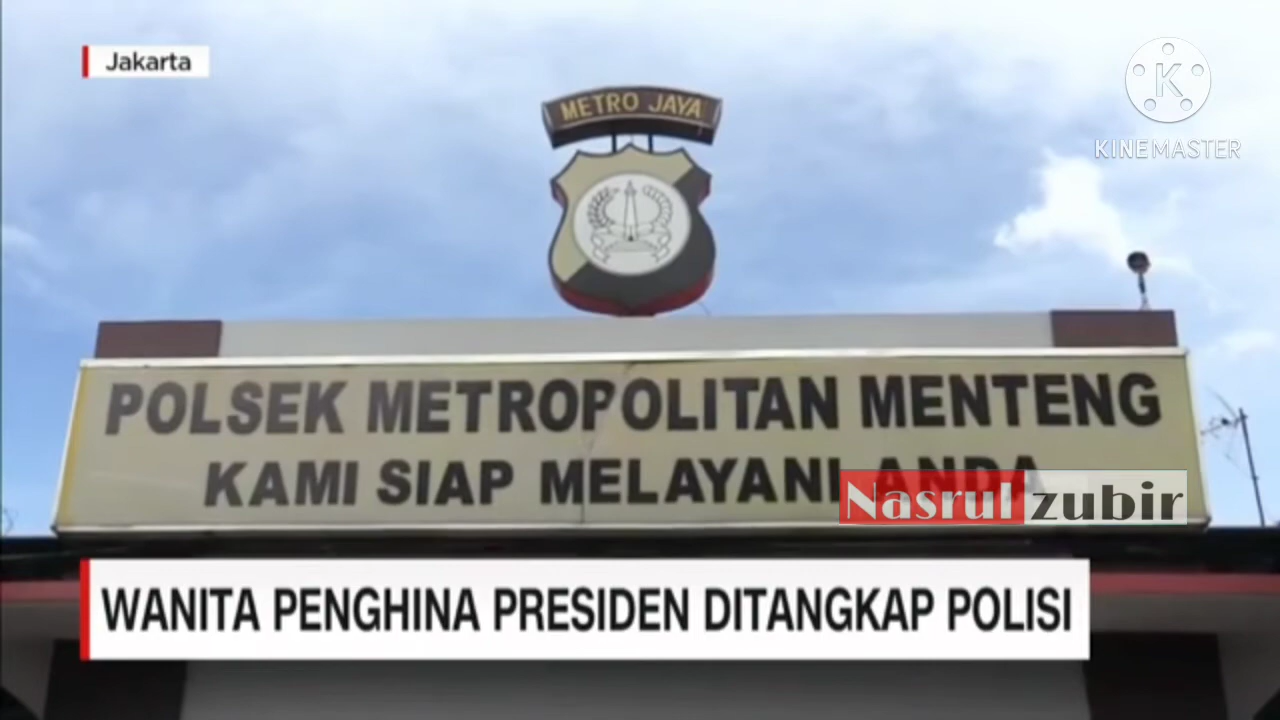 Jakarta
K
KINEMASTER
METRO JAYA
POLSEK METROPOLITAN MENTENG
KAMI SIAP MELAYANI ANDA
Nasrul zubir
WANITA PENGHINA PRESIDEN DITANGKAP POLISI